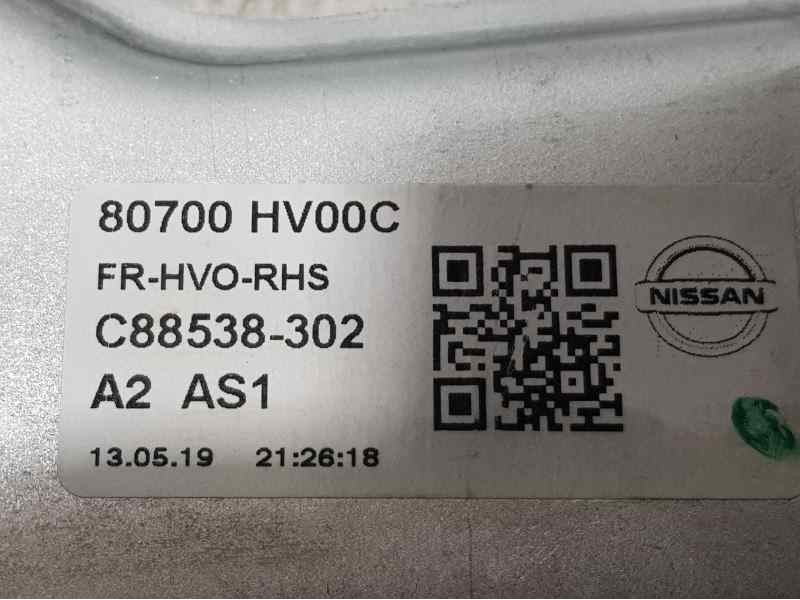 80700 HV00C
FR-HVO-RHS
C88538-302
A2 AS1
13.05.19 21:26:18
NISSAN